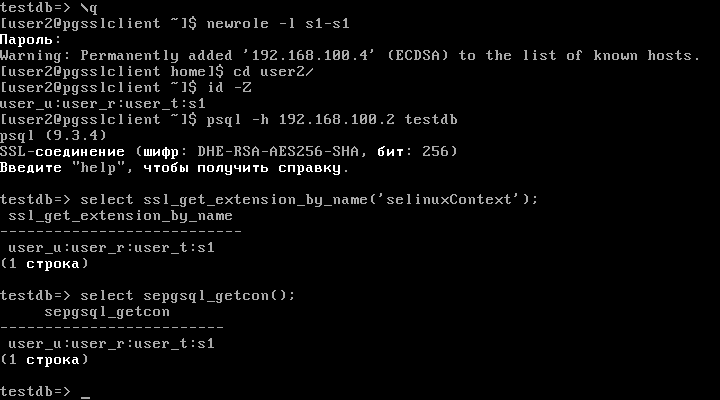 testdb=> \q
[user2@pgsslclient ~]$ newrole -l s1-s1
Пароль:
Warning: Permanently added '192.168.100.4' (ECDSA) to the list of known hosts.
[user2@pgsslclient home]$ cd user2/
[user2@pgsslclient ~]$ id -Z
user_u:user_r:user_t:s1
[user2@pgsslclient ~]$ psql -h 192.168.100.2 testdb
psql (9.3.4)
SSL-соединение (шифр: DHE-RSA-AES256-SHA, бит: 256)
Введите "help", чтобы получить справку.
testdb=> select ssl_get_extension_by_name('selinuxContext');
ssl_get_extension_by_name
---------------------------
user_u:user_r:user_t:s1
(1 строка)
testdb=> select sepgsql_getcon();
sepgsql_getcon
-------------------------
user_u:user_r:user_t:s1
(1 строка)
testdb=> _